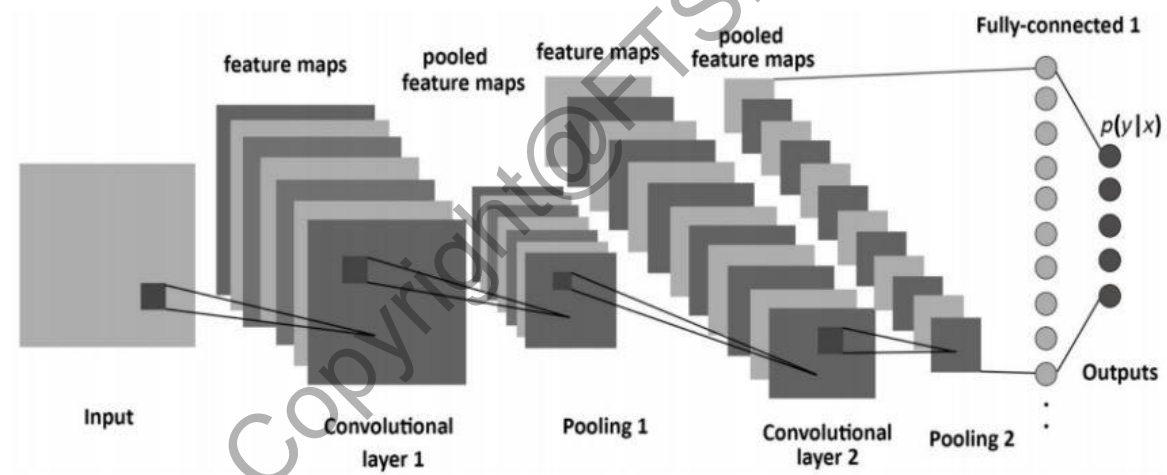 Fully-connected 1
feature maps
pooled
feature maps
feature maps
pooled
feature maps
p(y|x)
Input
Convolutional
layer 1
Pooling 1
Convolutional
layer 2
Pooling 2
Outputs
Copyright@FTS